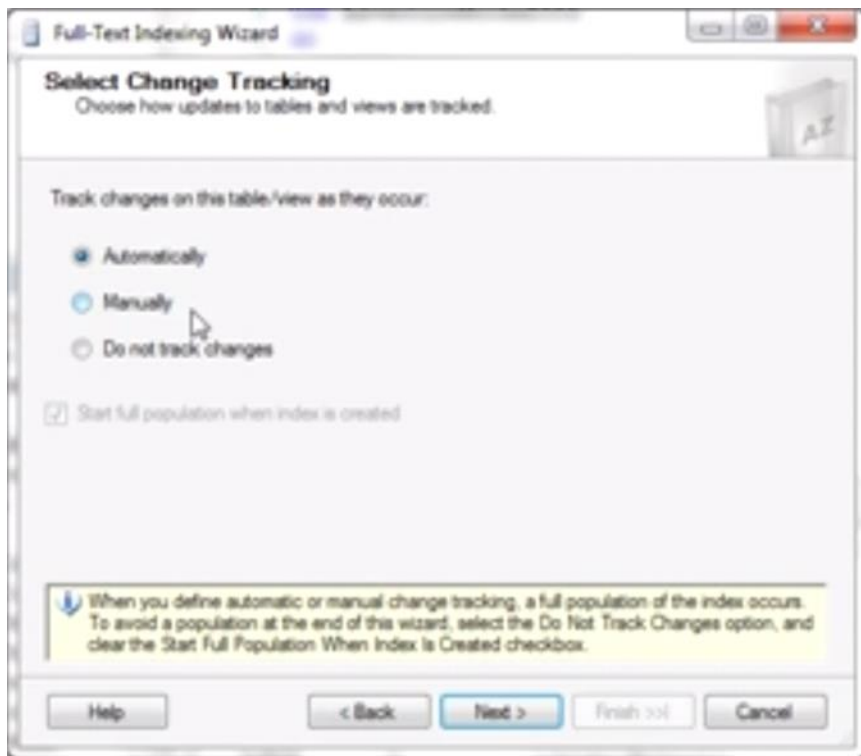 Full-Text Indexing Wizard
Select Change Tracking
Choose how updates to tables and views are tracked.
AZ
Track changes on this table/view as they occur:
Automatically
Manually
Do not track changes
Start full population when index is created
When you define automatic or manual change tracking, a full population of the index occurs.
To avoid a population at the end of this wizard, select the Do Not Track Changes option, and
clear the Start Full Population When Index Is Created checkbox.
Help
< Back
Next >
Finish >>|
Cancel